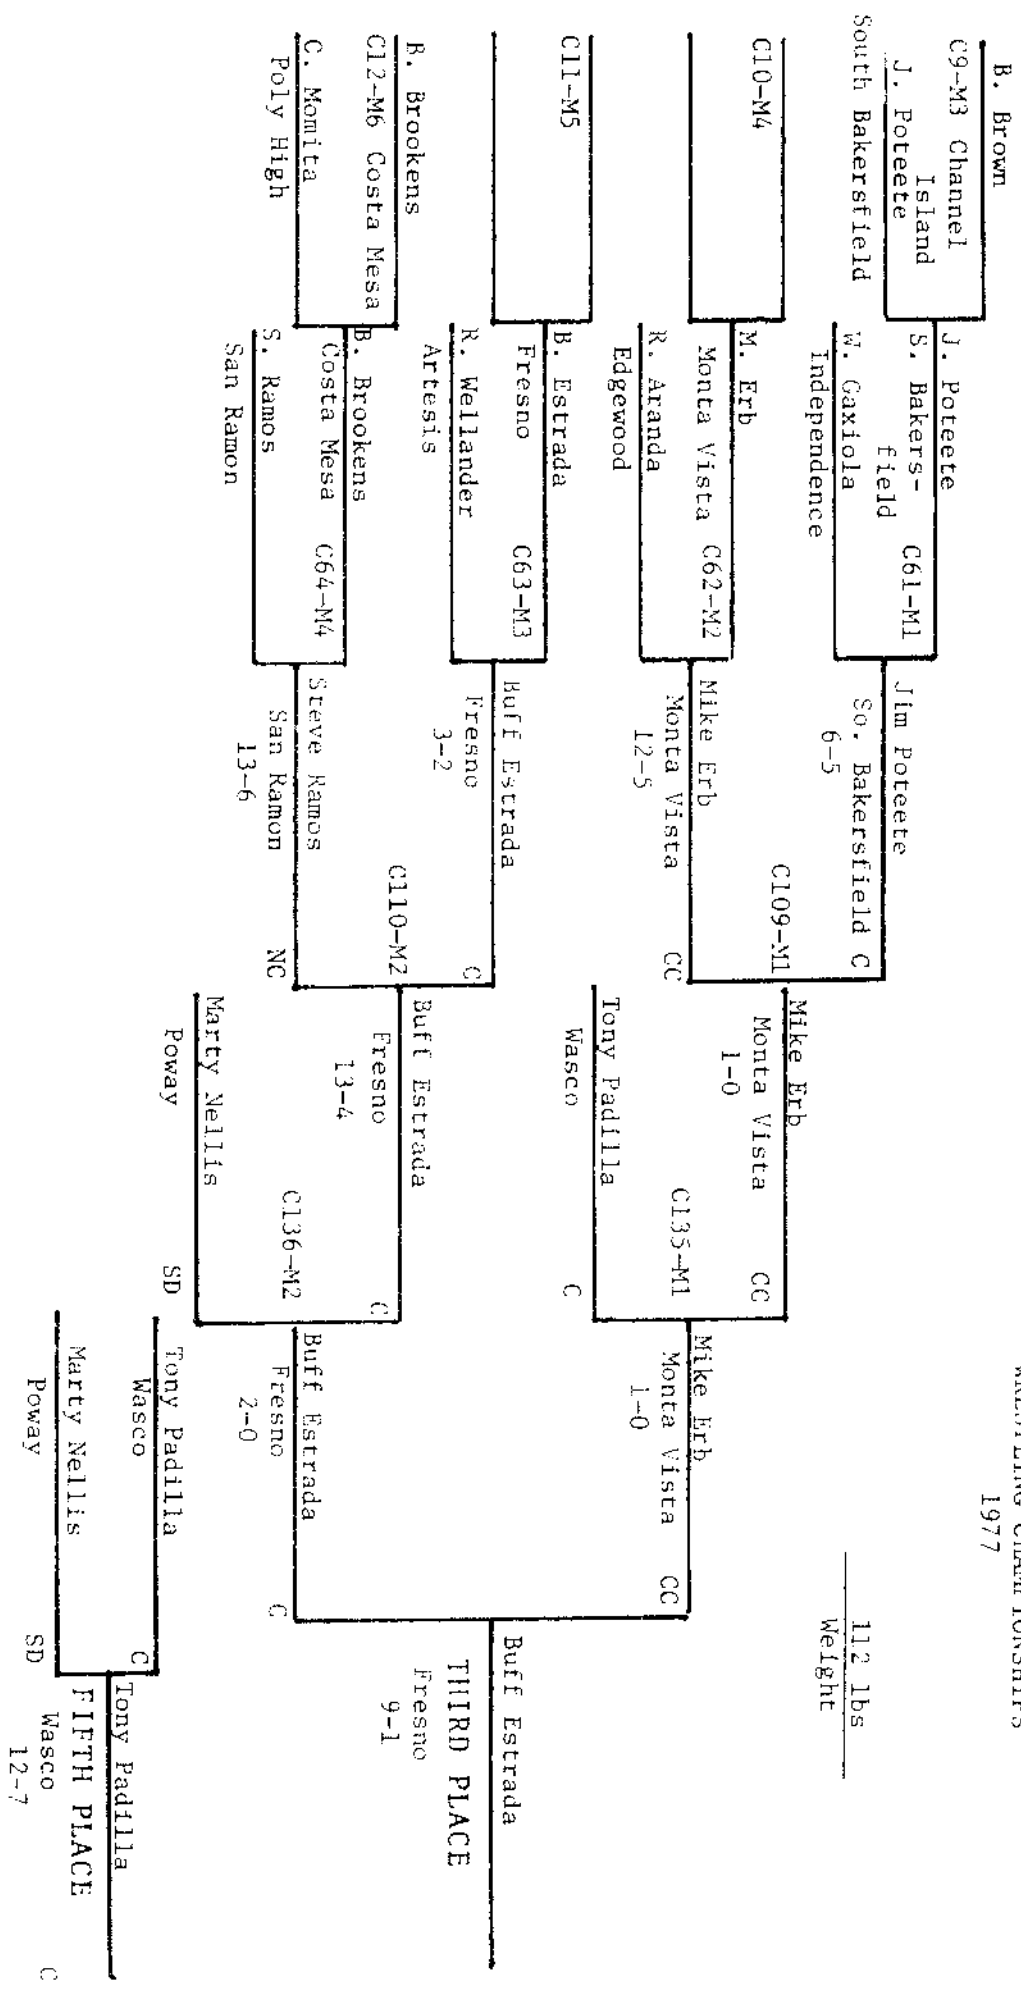 WRESTLING CHAMPIONSHIPS
1977
112 lbs
Weight
B. Brown
C9-M3 Channel
Island
J. Poteete
South Bakersfield
C10-M4
C11-M5
B. Brookens
C12-M6 Costa Mesa
C. Momita
Poly High
J. Poteete
S. Bakers-
field
C61-M1
W. Gaxiola
Independence
M. Erb
Monta Vista C62-M2
R. Aranda
Edgewood
B. Estrada
Fresno C63-M3
R. Wellander
Artesis
B. Brookens
Costa Mesa C64-M4
S. Ramos
San Ramon
Jim Poteete
So. Bakersfield C
6-5
C109-M1
Mike Erb
Monta Vista CC
12-5
Buff Estrada
Fresno C
3-2
C110-M2
Steve Ramos
San Ramon NC
13-6
Mike Erb
Monta Vista CC
1-0
C135-M1
Tony Padilla
Wasco C
Buff Estrada
Fresno C
13-4
C136-M2
Marty Nellis
Poway SD
Mike Erb
Monta Vista CC
1-0
Buff Estrada
Fresno C
2-0
Buff Estrada
THIRD PLACE
Fresno
9-1
Tony Padilla
Wasco C
Marty Nellis
Poway SD
Tony Padilla
FIFTH PLACE
Wasco C
12-7